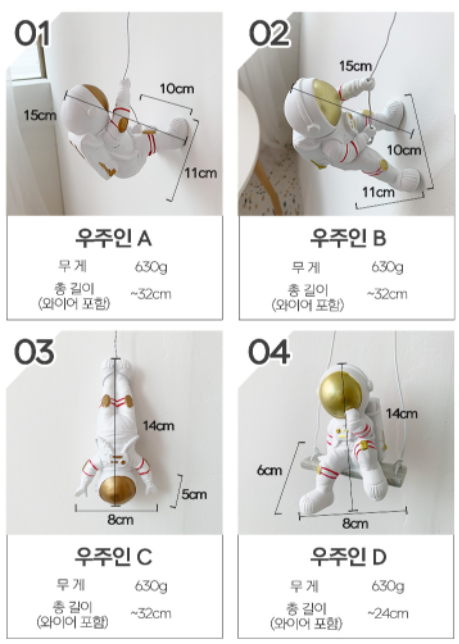 01
15cm
10cm
11cm
우주인 A
무 게 630g
총 길이 ~32cm
(와이어 포함)
02
15cm
10cm
11cm
우주인 B
무 게 630g
총 길이 ~32cm
(와이어 포함)
03
14cm
5cm
8cm
우주인 C
무 게 630g
총 길이 ~32cm
(와이어 포함)
04
14cm
6cm
8cm
우주인 D
무 게 630g
총 길이 ~24cm
(와이어 포함)